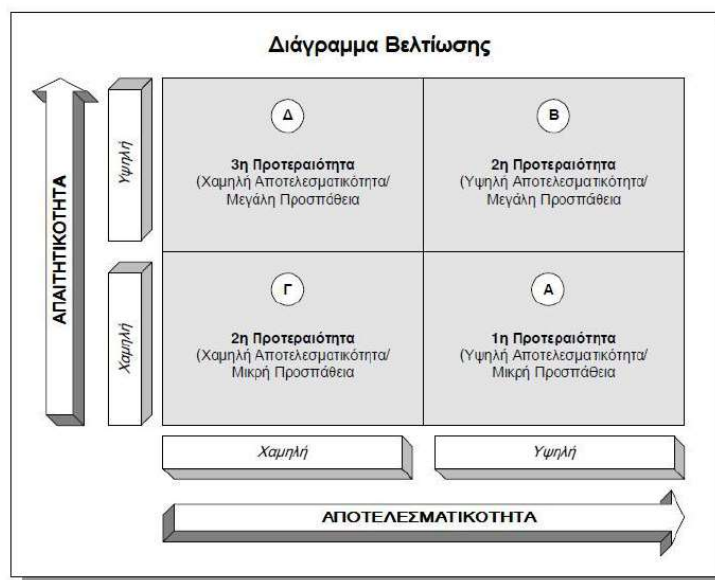 Διάγραμμα Βελτίωσης
ΑΠΑΙΤΗΤΙΚΟΤΗΤΑ
Υψηλή
Δ
3η Προτεραιότητα
(Χαμηλή Αποτελεσματικότητα/
Μεγάλη Προσπάθεια
Β
2η Προτεραιότητα
(Υψηλή Αποτελεσματικότητα/
Μεγάλη Προσπάθεια
Χαμηλή
Γ
2η Προτεραιότητα
(Χαμηλή Αποτελεσματικότητα/
Μικρή Προσπάθεια
Α
1η Προτεραιότητα
(Υψηλή Αποτελεσματικότητα/
Μικρή Προσπάθεια
Χαμηλή
Υψηλή
ΑΠΟΤΕΛΕΣΜΑΤΙΚΟΤΗΤΑ